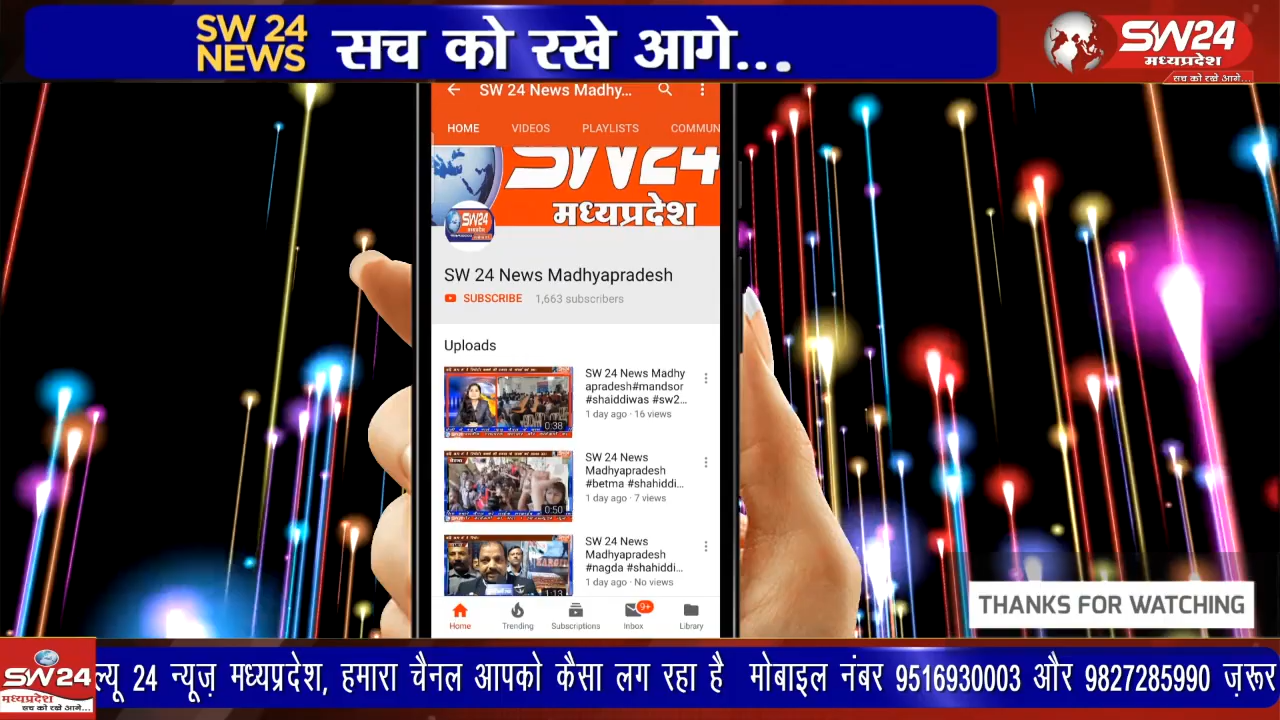 SW 24
NEWS
सच को रखे आगे...
SW24
मध्यप्रदेश
सच को रखे आगे...
SW 24 News Madhy...
HOME VIDEOS PLAYLISTS COMMUN
SW24
मध्यप्रदेश
SW24
SW 24 News Madhyapradesh
SUBSCRIBE 1,663 subscribers
Uploads
SW 24 News Madhy
apradesh#mandsor
#shaiddiwas #sw2...
1 day ago · 16 views
0:38
SW 24 News
Madhyapradesh
#betma #shahiddi...
1 day ago · 7 views
0:50
SW 24 News
Madhyapradesh
#nagda #shahiddi...
1 day ago · No views
1:13
9+
Home Trending Subscriptions Inbox Library
THANKS FOR WATCHING
SW24
मध्यप्रदेश
सच को रखे आगे...
ल्यू 24 न्यूज़ मध्यप्रदेश, हमारा चैनल आपको कैसा लग रहा है मोबाइल नंबर 9516930003 और 9827285990 ज़रूर